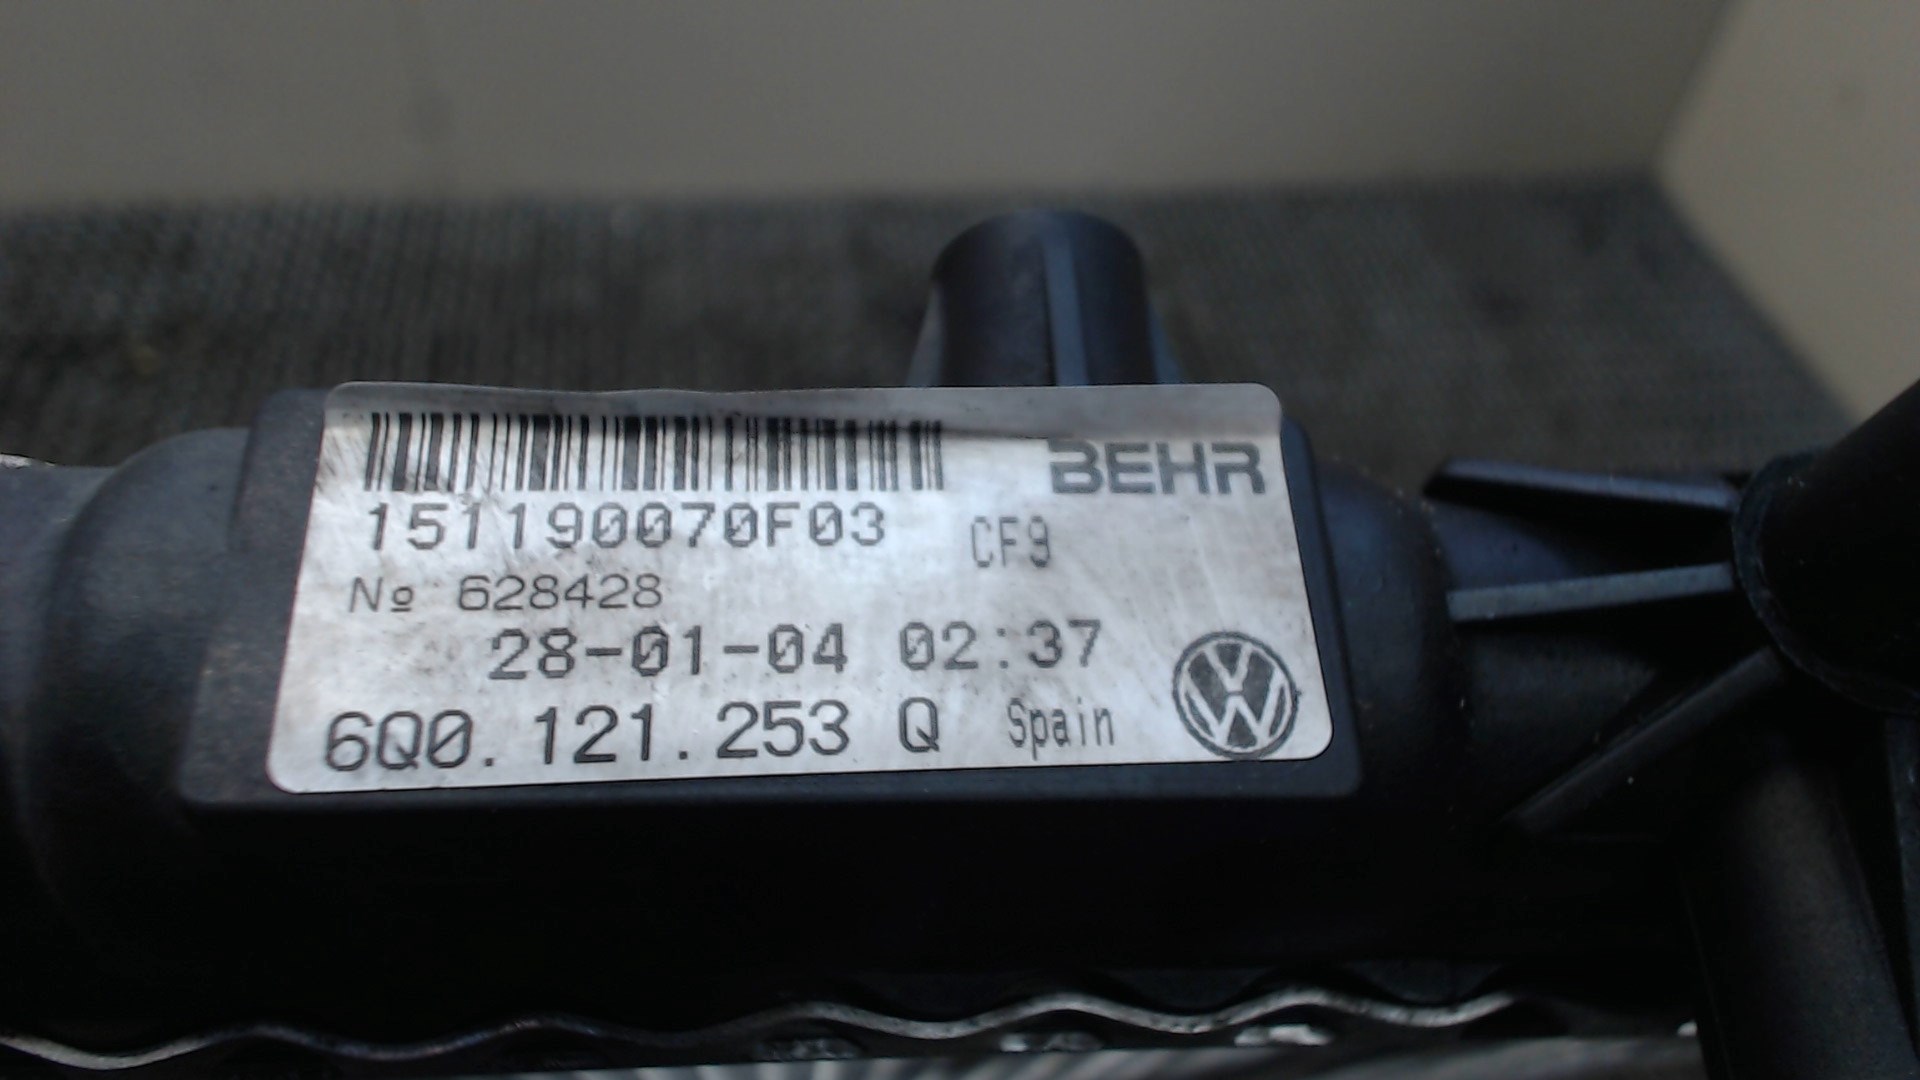 BEHR
151190070F03 CF9
№ 628428
28-01-04 02:37
6Q0.121.253 Q Spain